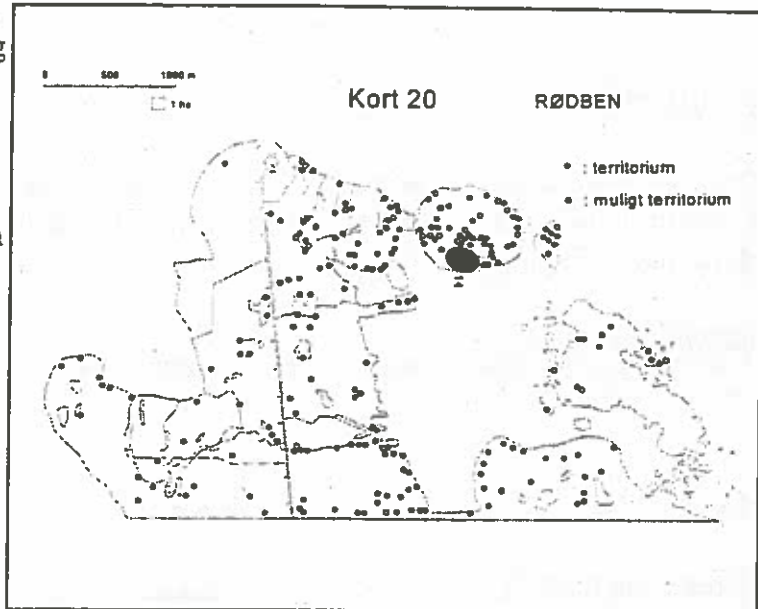 0 500 1000 m
1 ha
Kort 20
RØDBEN
: territorium
: muligt territorium